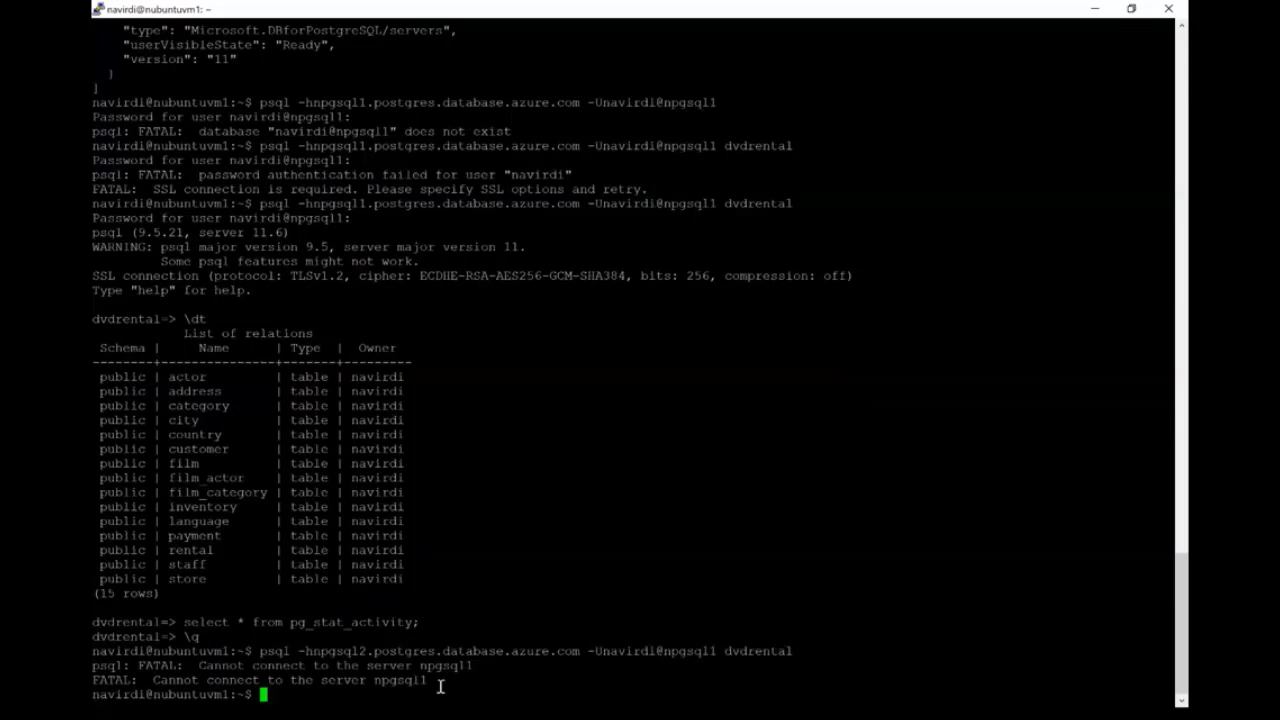 navirdi@nubuntuvm1: ~
"type": "Microsoft.DBforPostgreSQL/servers",
"userVisibleState": "Ready",
"version": "11"
}
]
navirdi@nubuntuvm1:~$ psql -hnpgsql1.postgres.database.azure.com -Unavirdi@npgsql1
Password for user navirdi@npgsql1:
psql: FATAL:  database "navirdi@npgsql1" does not exist
navirdi@nubuntuvm1:~$ psql -hnpgsql1.postgres.database.azure.com -Unavirdi@npgsql1 dvdrental
Password for user navirdi@npgsql1:
psql: FATAL:  password authentication failed for user "navirdi"
FATAL:  SSL connection is required. Please specify SSL options and retry.
navirdi@nubuntuvm1:~$ psql -hnpgsql1.postgres.database.azure.com -Unavirdi@npgsql1 dvdrental
Password for user navirdi@npgsql1:
psql (9.5.21, server 11.6)
WARNING: psql major version 9.5, server major version 11.
Some psql features might not work.
SSL connection (protocol: TLSv1.2, cipher: ECDHE-RSA-AES256-GCM-SHA384, bits: 256, compression: off)
Type "help" for help.
dvdrental=> \dt
List of relations
Schema |     Name      | Type  |  Owner
--------+---------------+-------+---------
public | actor         | table | navirdi
public | address       | table | navirdi
public | category      | table | navirdi
public | city          | table | navirdi
public | country       | table | navirdi
public | customer      | table | navirdi
public | film          | table | navirdi
public | film_actor    | table | navirdi
public | film_category | table | navirdi
public | inventory     | table | navirdi
public | language      | table | navirdi
public | payment       | table | navirdi
public | rental        | table | navirdi
public | staff         | table | navirdi
public | store         | table | navirdi
(15 rows)
dvdrental=> select * from pg_stat_activity;
dvdrental=> \q
navirdi@nubuntuvm1:~$ psql -hnpgsql2.postgres.database.azure.com -Unavirdi@npgsql1 dvdrental
psql: FATAL:  Cannot connect to the server npgsql1
FATAL:  Cannot connect to the server npgsql1
navirdi@nubuntuvm1:~$